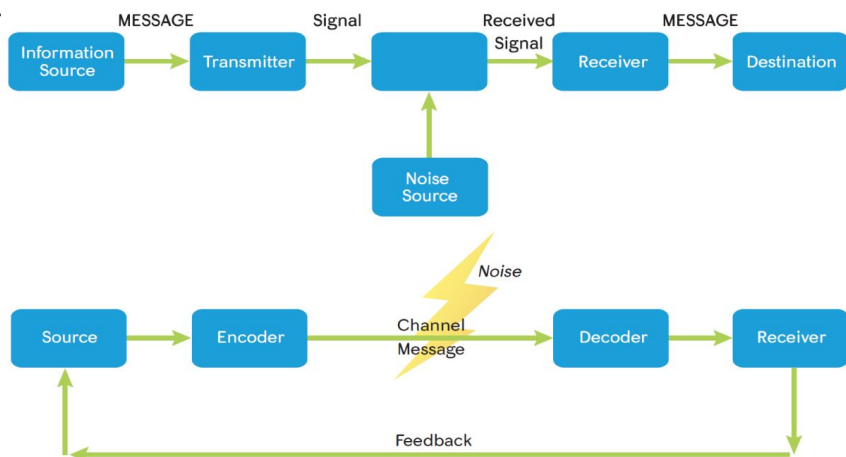 MESSAGE
Signal
Received
Signal
MESSAGE
Information
Source
Transmitter
Receiver
Destination
Noise
Source
Noise
Source
Encoder
Channel
Message
Decoder
Receiver
Feedback